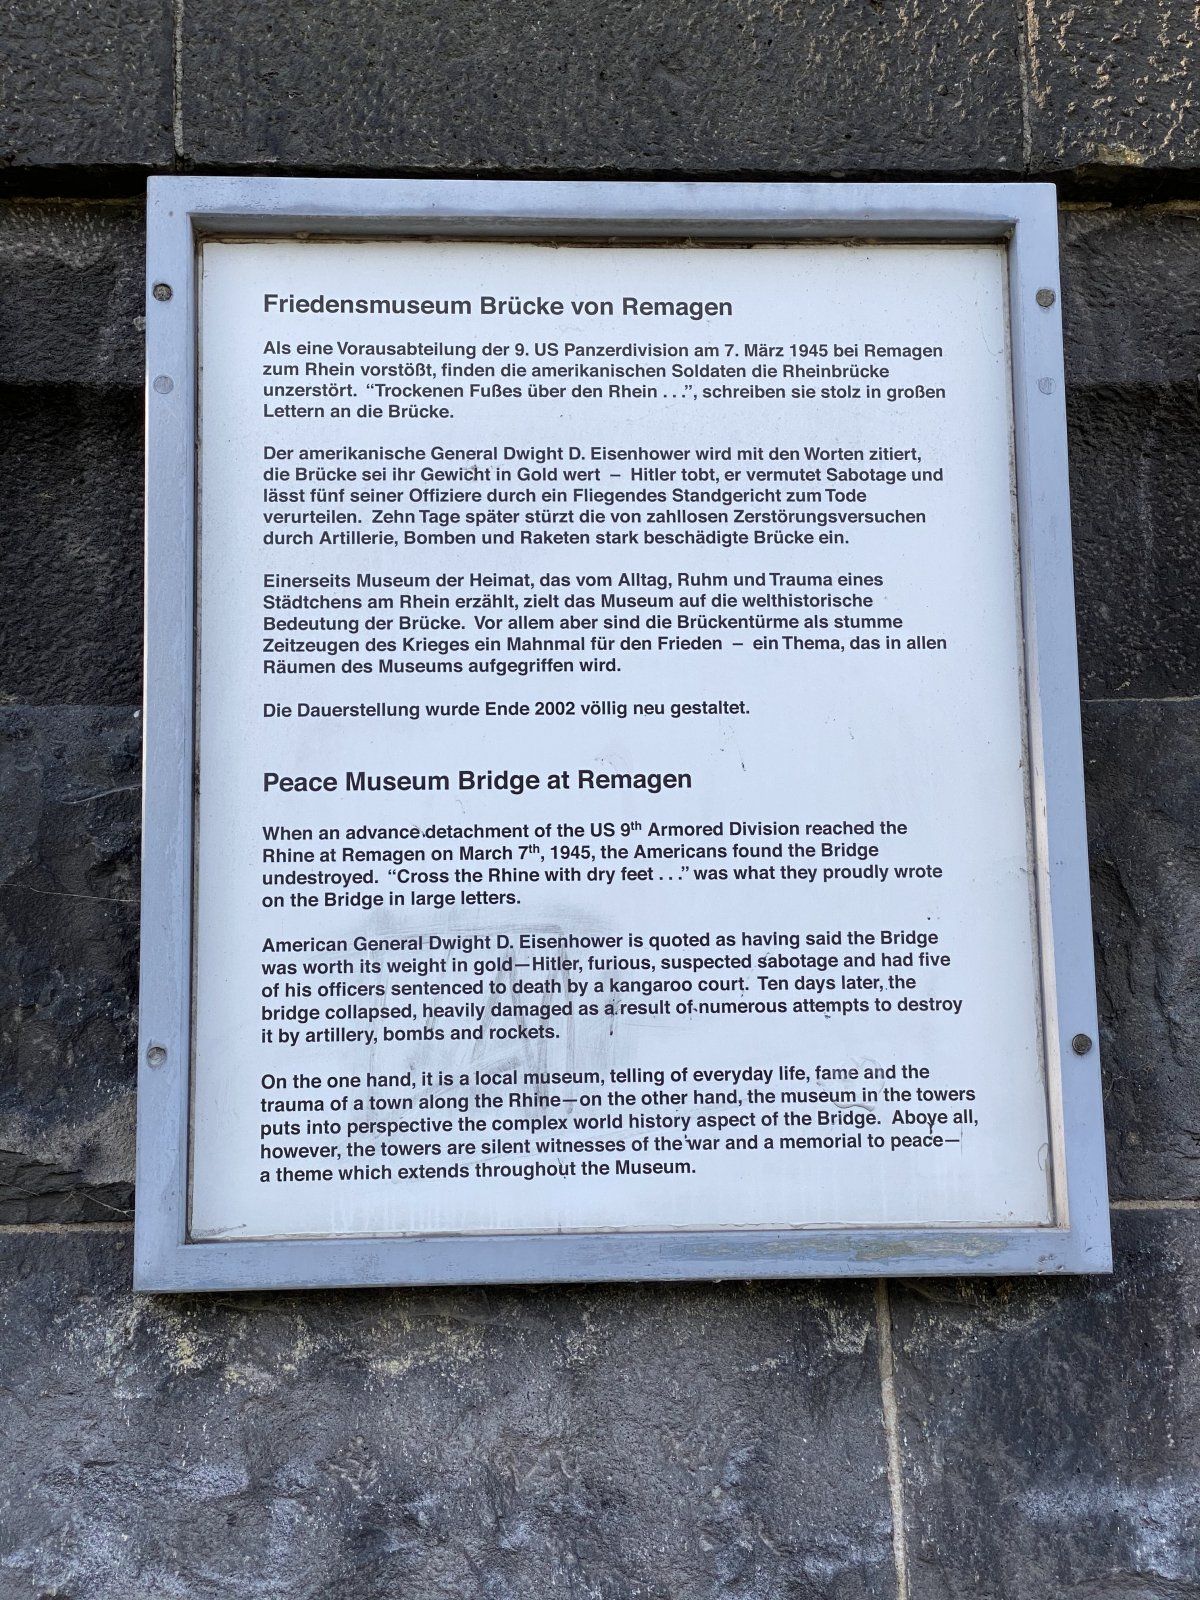 Friedensmuseum Brücke von Remagen
Als eine Vorausabteilung der 9. US Panzerdivision am 7. März 1945 bei Remagen
zum Rhein vorstößt, finden die amerikanischen Soldaten die Rheinbrücke
unzerstört. “Trockenen Fußes über den Rhein . . .”, schreiben sie stolz in großen
Lettern an die Brücke.
Der amerikanische General Dwight D. Eisenhower wird mit den Worten zitiert,
die Brücke sei ihr Gewicht in Gold wert – Hitler tobt, er vermutet Sabotage und
lässt fünf seiner Offiziere durch ein Fliegendes Standgericht zum Tode
verurteilen. Zehn Tage später stürzt die von zahllosen Zerstörungsversuchen
durch Artillerie, Bomben und Raketen stark beschädigte Brücke ein.
Einerseits Museum der Heimat, das vom Alltag, Ruhm und Trauma eines
Städtchens am Rhein erzählt, zielt das Museum auf die welthistorische
Bedeutung der Brücke. Vor allem aber sind die Brückentürme als stumme
Zeitzeugen des Krieges ein Mahnmal für den Frieden – ein Thema, das in allen
Räumen des Museums aufgegriffen wird.
Die Dauerstellung wurde Ende 2002 völlig neu gestaltet.
Peace Museum Bridge at Remagen
When an advance detachment of the US 9th Armored Division reached the
Rhine at Remagen on March 7th, 1945, the Americans found the Bridge
undestroyed. “Cross the Rhine with dry feet . . .” was what they proudly wrote
on the Bridge in large letters.
American General Dwight D. Eisenhower is quoted as having said the Bridge
was worth its weight in gold—Hitler, furious, suspected sabotage and had five
of his officers sentenced to death by a kangaroo court. Ten days later, the
bridge collapsed, heavily damaged as a result of numerous attempts to destroy
it by artillery, bombs and rockets.
On the one hand, it is a local museum, telling of everyday life, fame and the
trauma of a town along the Rhine—on the other hand, the museum in the towers
puts into perspective the complex world history aspect of the Bridge. Above all,
however, the towers are silent witnesses of the war and a memorial to peace—
a theme which extends throughout the Museum.